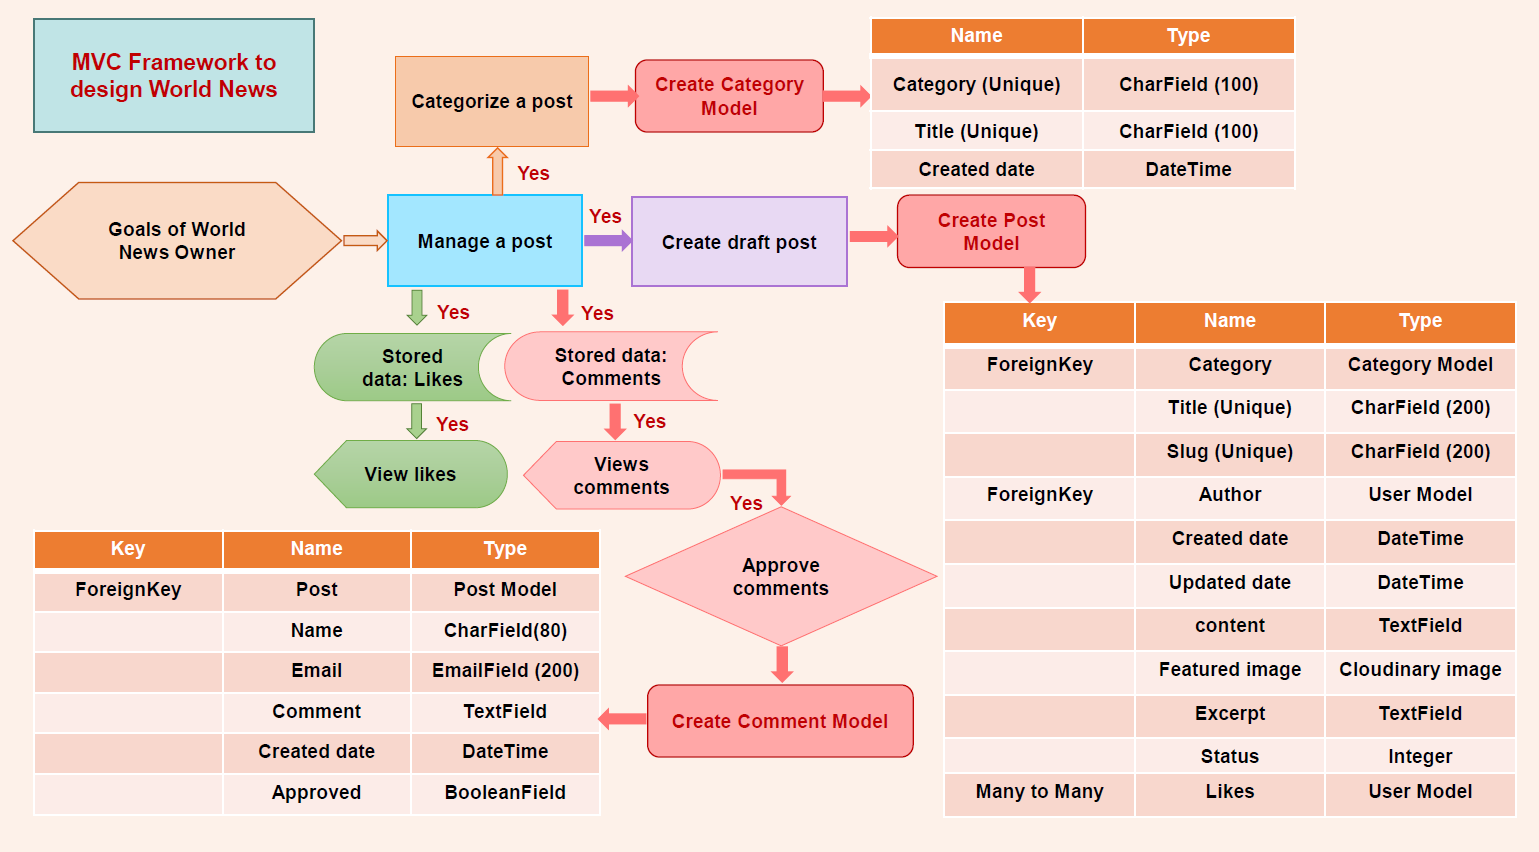 MVC Framework to
design World News
Categorize a post
Create Category
Model
Name Type
Category (Unique) CharField (100)
Title (Unique) CharField (100)
Created date DateTime
Yes
Goals of World
News Owner
Manage a post
Yes
Create draft post
Create Post
Model
Yes
Yes
Stored
data: Likes
Stored data:
Comments
Yes
Yes
View likes
Views
comments
Yes
Approve
comments
Create Comment Model
Key Name Type
ForeignKey Category Category Model
Title (Unique) CharField (200)
Slug (Unique) CharField (200)
ForeignKey Author User Model
Created date DateTime
Updated date DateTime
content TextField
Featured image Cloudinary image
Excerpt TextField
Status Integer
Many to Many Likes User Model
Key Name Type
ForeignKey Post Post Model
Name CharField(80)
Email EmailField (200)
Comment TextField
Created date DateTime
Approved BooleanField